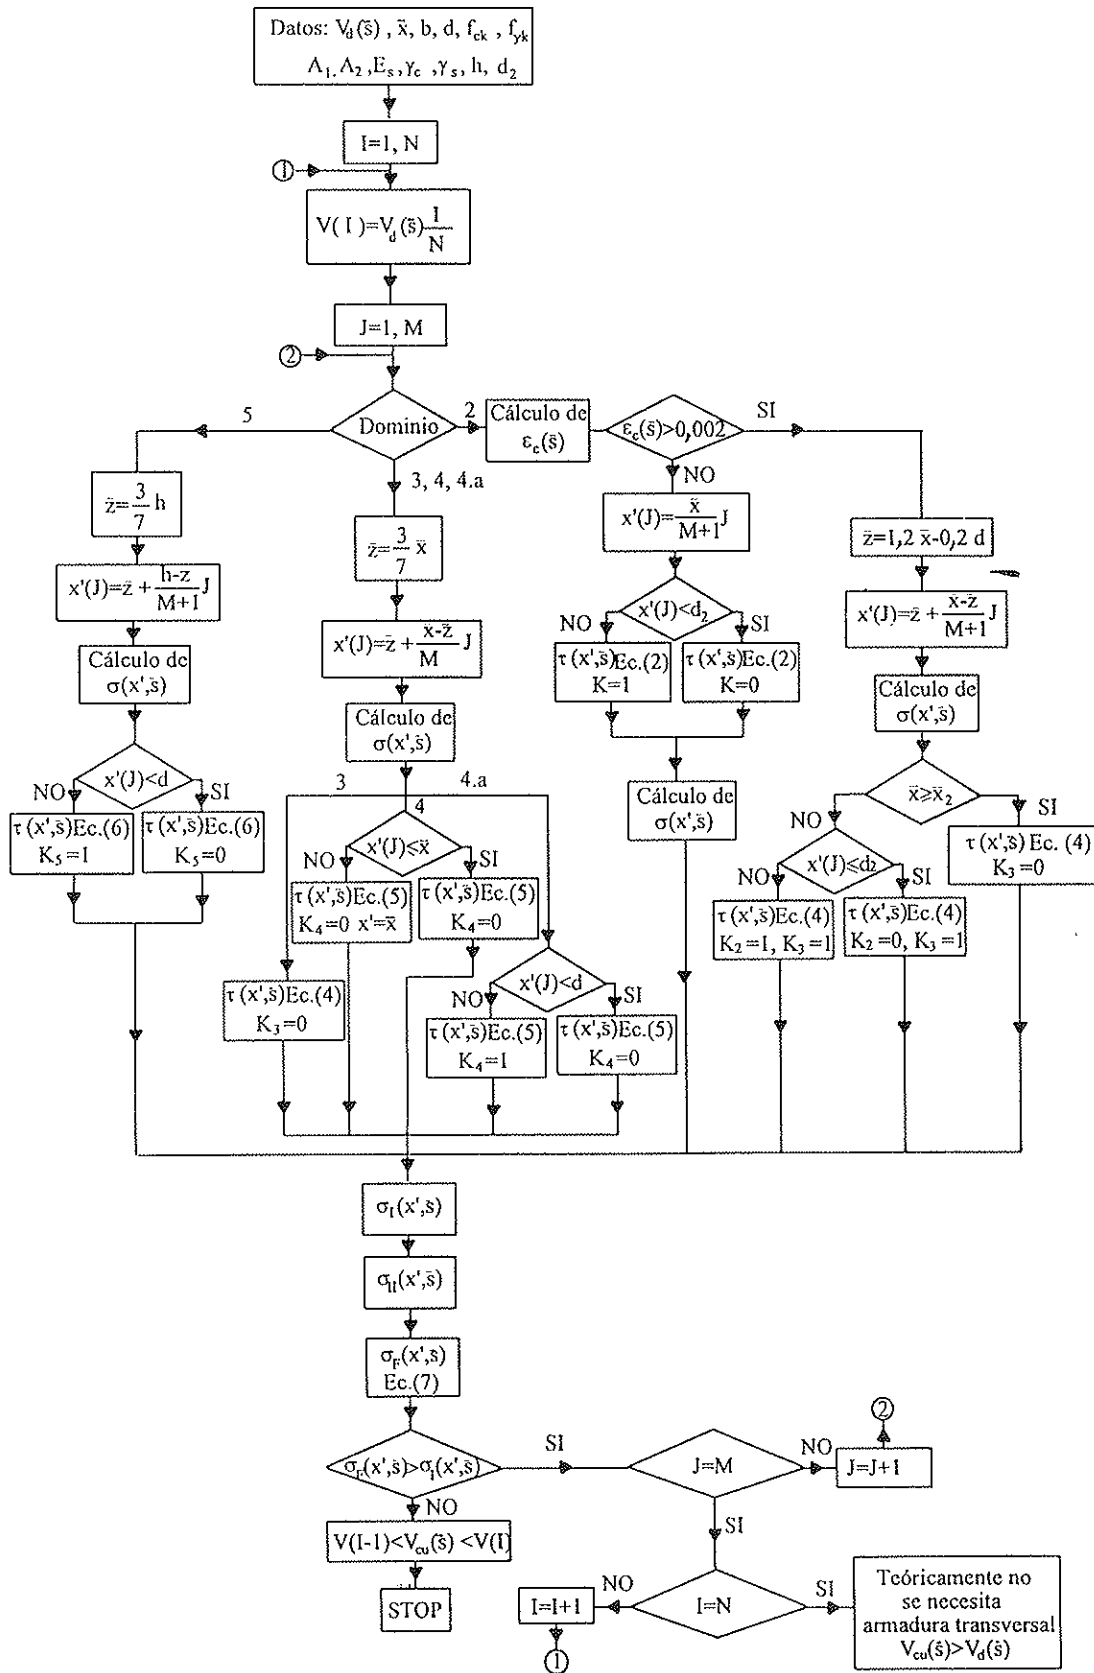 Datos: V_d(s̄) , x̄, b, d, f_ck , f_yk
A_1, A_2 ,E_s,γ_c ,γ_s, h, d_2
I=1, N
1
V( I )=V_d(s̄) I/N
J=1, M
2
Dominio
5
2
3, 4, 4.a
Cálculo de
ε_c(s̄)
ε_c(s̄)>0,002
SI
NO
z̄=3/7 h
x'(J)=z̄ + (h-z)/(M+1) J
Cálculo de
σ(x',s̄)
x'(J)<d
NO
SI
τ(x',s̄)Ec.(6)
K_5=1
τ(x',s̄)Ec.(6)
K_5=0
z̄=3/7 x̄
x'(J)=z̄ + (x̄-z̄)/M J
Cálculo de
σ(x',s̄)
3
4
4.a
x'(J)≤x̄
NO
SI
τ(x',s̄)Ec.(5)
K_4=0 x'=x̄
τ(x',s̄)Ec.(5)
K_4=0
τ(x',s̄)Ec.(4)
K_3=0
x'(J)<d
NO
SI
τ(x',s̄)Ec.(5)
K_4=1
τ(x',s̄)Ec.(5)
K_4=0
x'(J)=x̄/(M+1) J
x'(J)<d_2
NO
SI
τ(x',s̄)Ec.(2)
K=1
τ(x',s̄)Ec.(2)
K=0
Cálculo de
σ(x',s̄)
z̄=1,2 x̄-0,2 d
x'(J)=z̄ + (x̄-z̄)/(M+1) J
Cálculo de
σ(x',s̄)
x̄≥x̄_2
NO
SI
τ(x',s̄) Ec. (4)
K_3=0
x'(J)≤d_2
NO
SI
τ(x',s̄)Ec.(4)
K_2=1, K_3=1
τ(x',s̄)Ec.(4)
K_2=0, K_3=1
σ_I(x',s̄)
σ_II(x',s̄)
σ_F(x',s̄)
Ec.(7)
σ_F(x',s̄)>σ_I(x',s̄)
SI
NO
J=M
NO
J=J+1
2
SI
V(I-1)<V_cu(s̄) <V(I)
STOP
I=N
NO
I=I+1
1
SI
Teóricamente no
se necesita
armadura transversal
V_cu(s̄)>V_d(s̄)